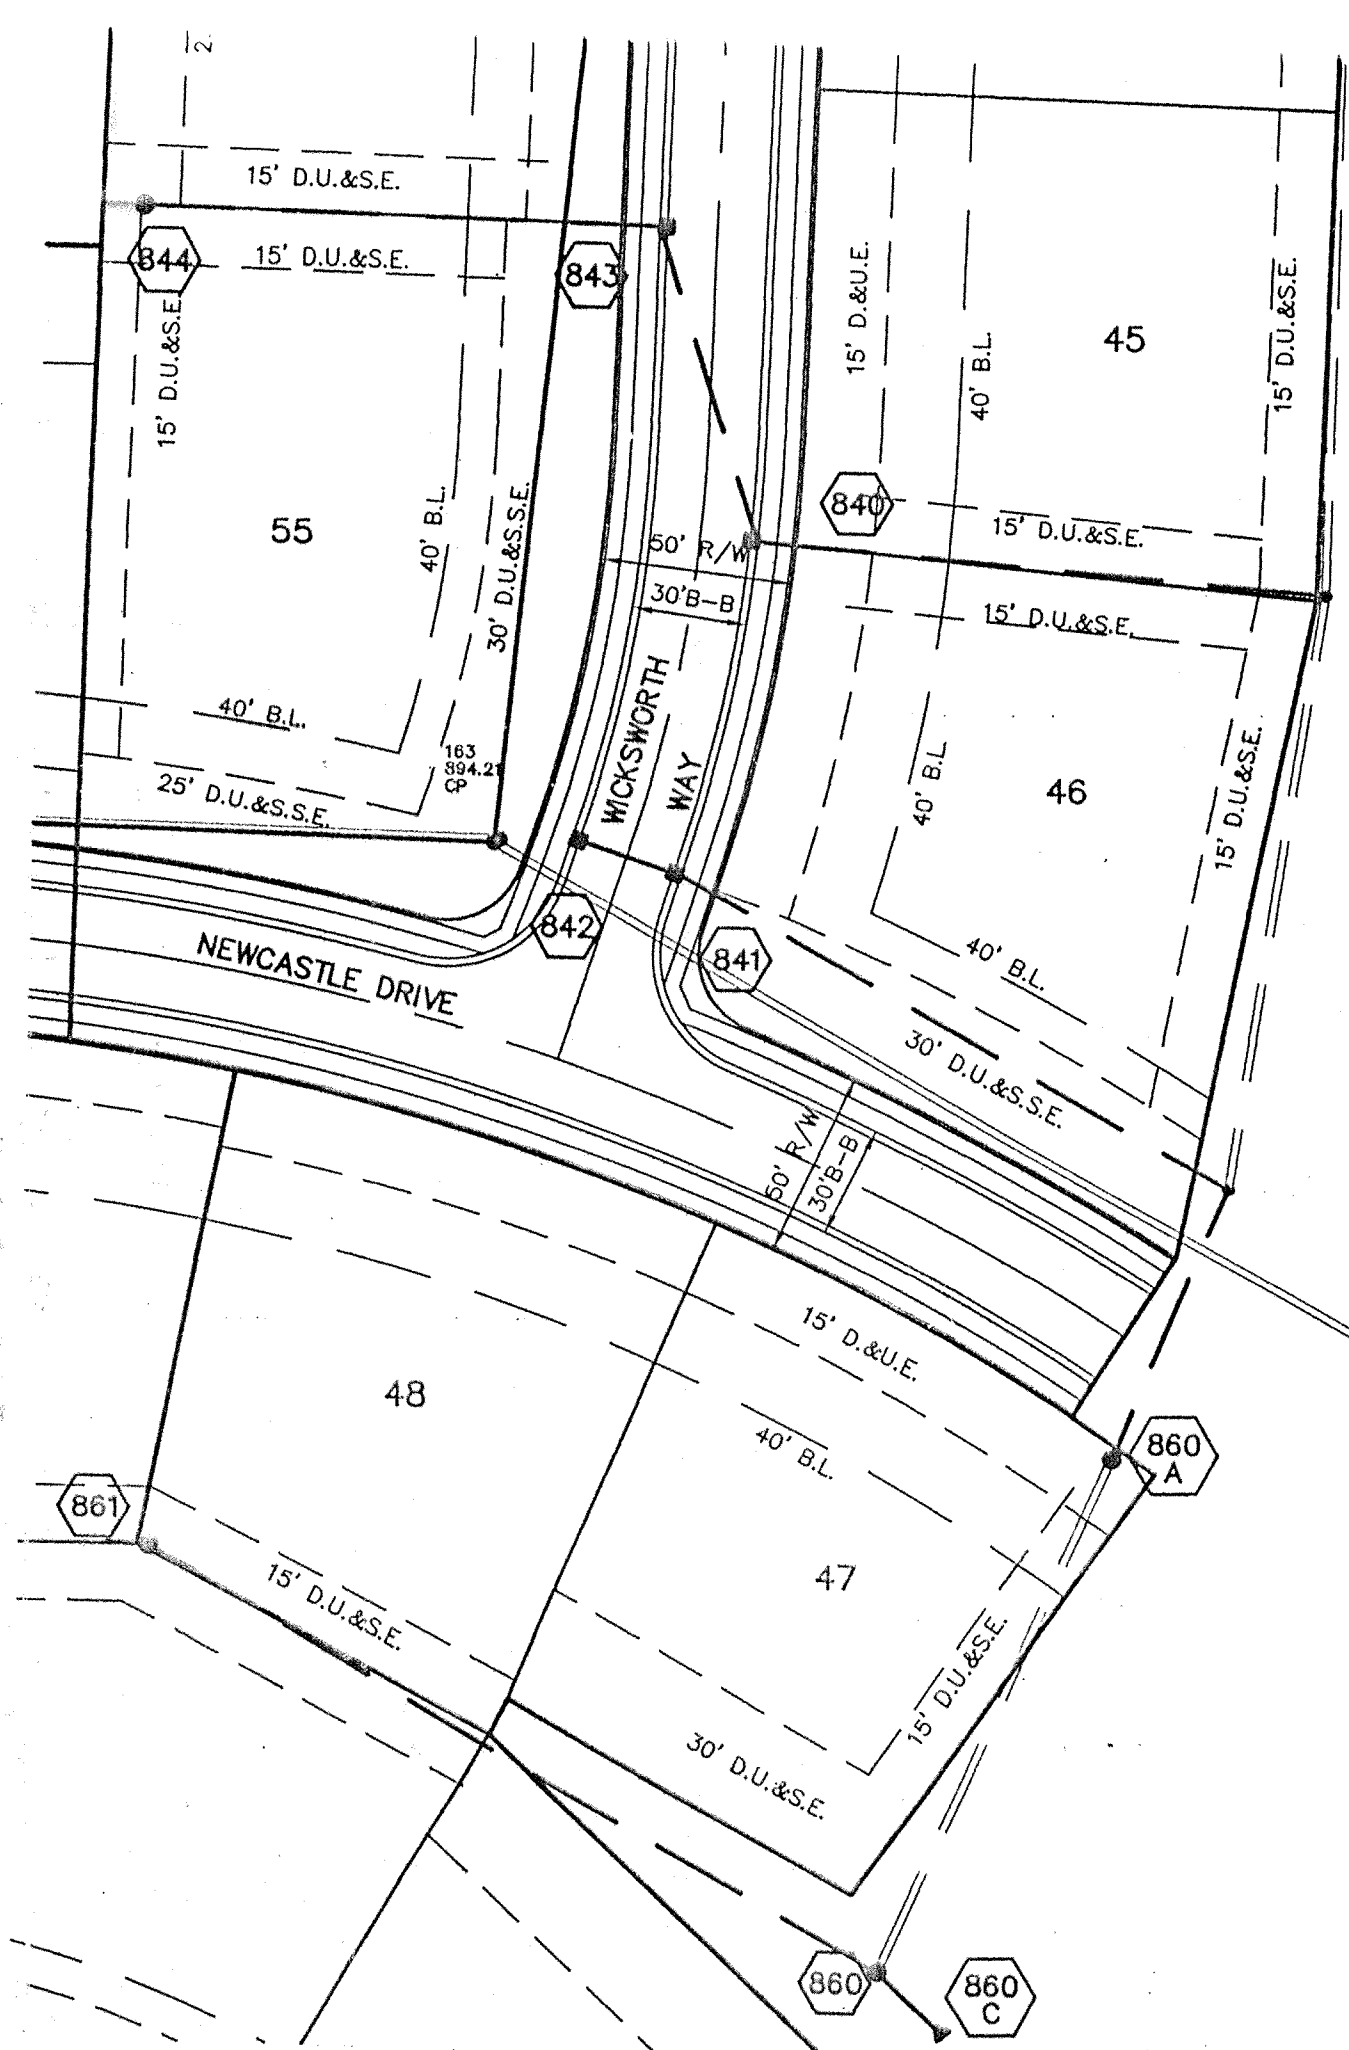 2.
15' D.U.&S.E.
844
15' D.U.&S.E.
843
15' D.U.&S.E.
15' D.&U.E.
45
40' B.L.
15' D.U.&S.E.
55
40' B.L.
30' D.U.&S.S.E.
840
15' D.U.&S.E.
50' R/W
30'B-B
15' D.U.&S.E.
40' B.L.
163
894.21
CP
25' D.U.&S.S.E.
WICKSWORTH
WAY
46
40' B.L.
15' D.U.&S.E.
842
841
40' B.L.
NEWCASTLE DRIVE
30' D.U.&S.S.E.
50' R/W
30'B-B
15' D.&U.E.
48
40' B.L.
860
A
861
15' D.U.&S.E.
47
15' D.U.&S.E.
30' D.U.&S.E.
860
860
C